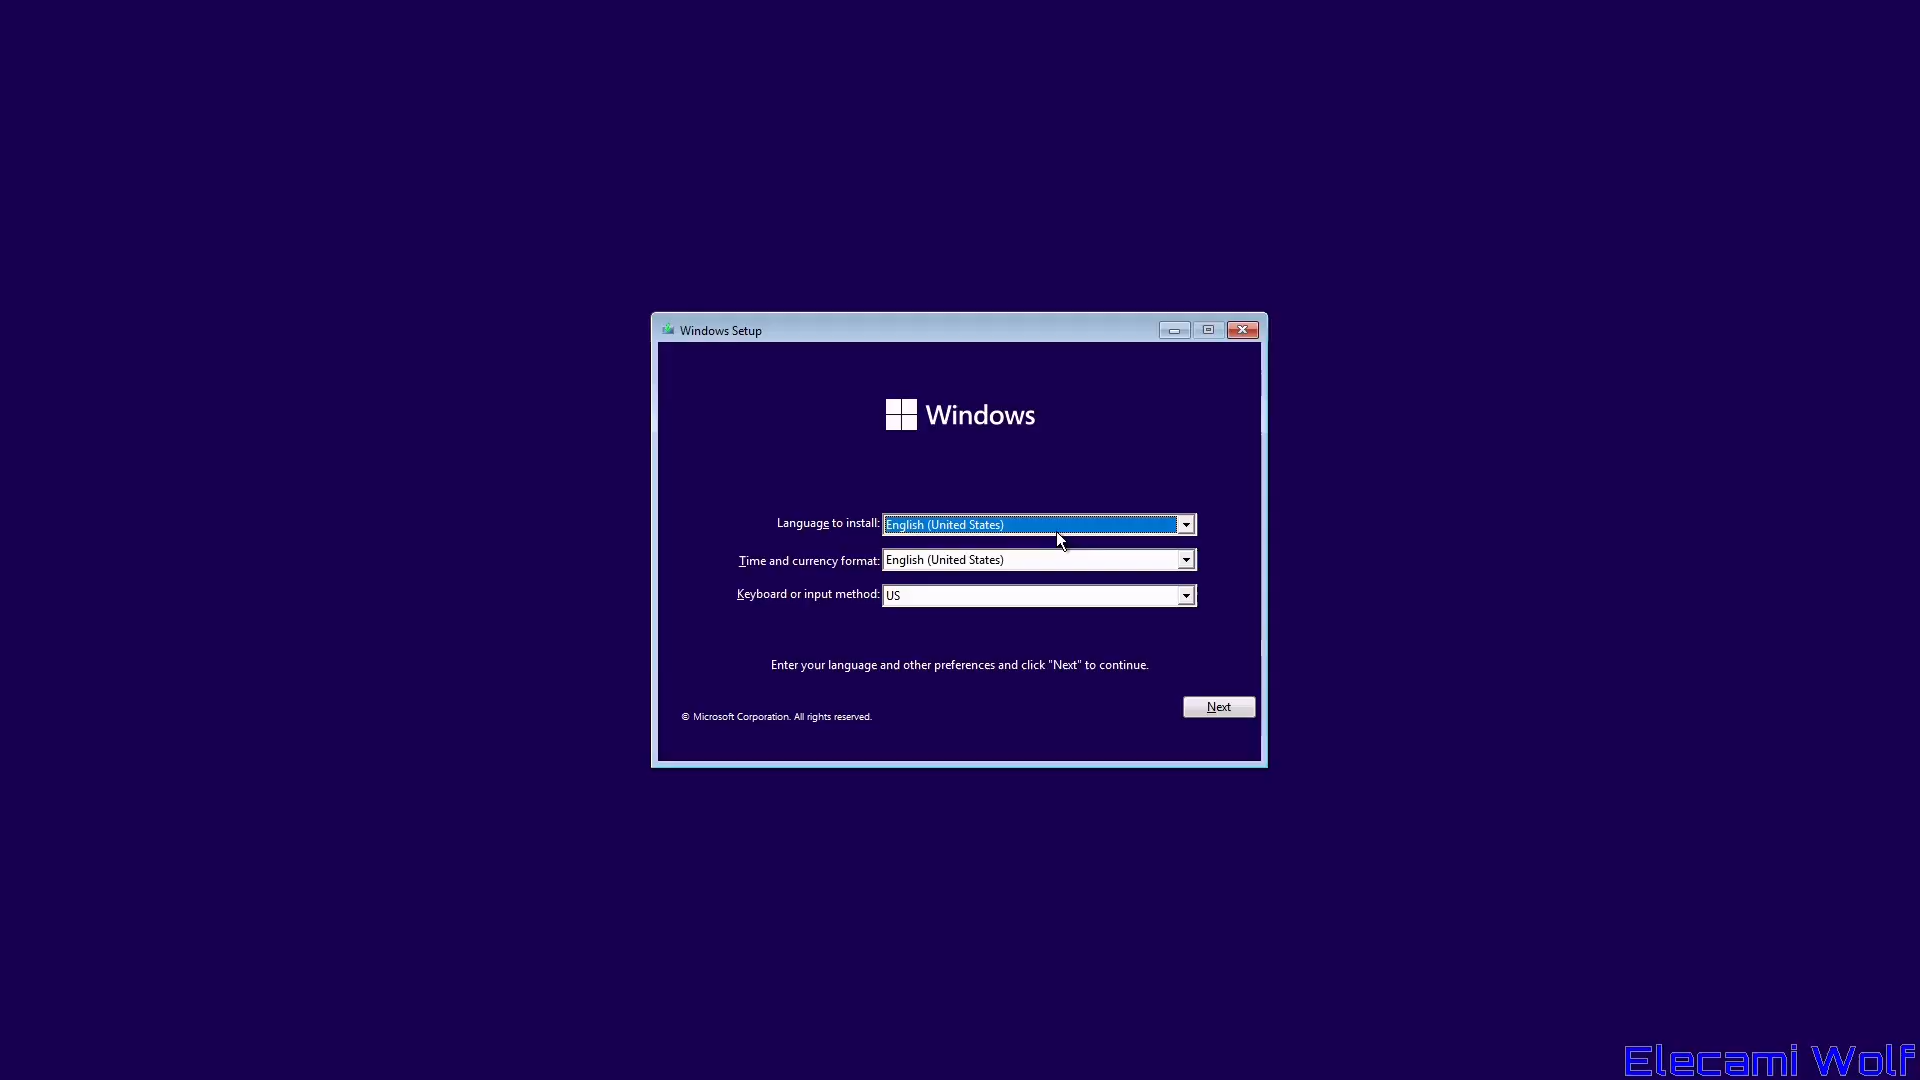 Windows Setup
Windows
Language to install: English (United States)
Time and currency format: English (United States)
Keyboard or input method: US
Enter your language and other preferences and click "Next" to continue.
© Microsoft Corporation. All rights reserved.
Next
Elecami Wolf